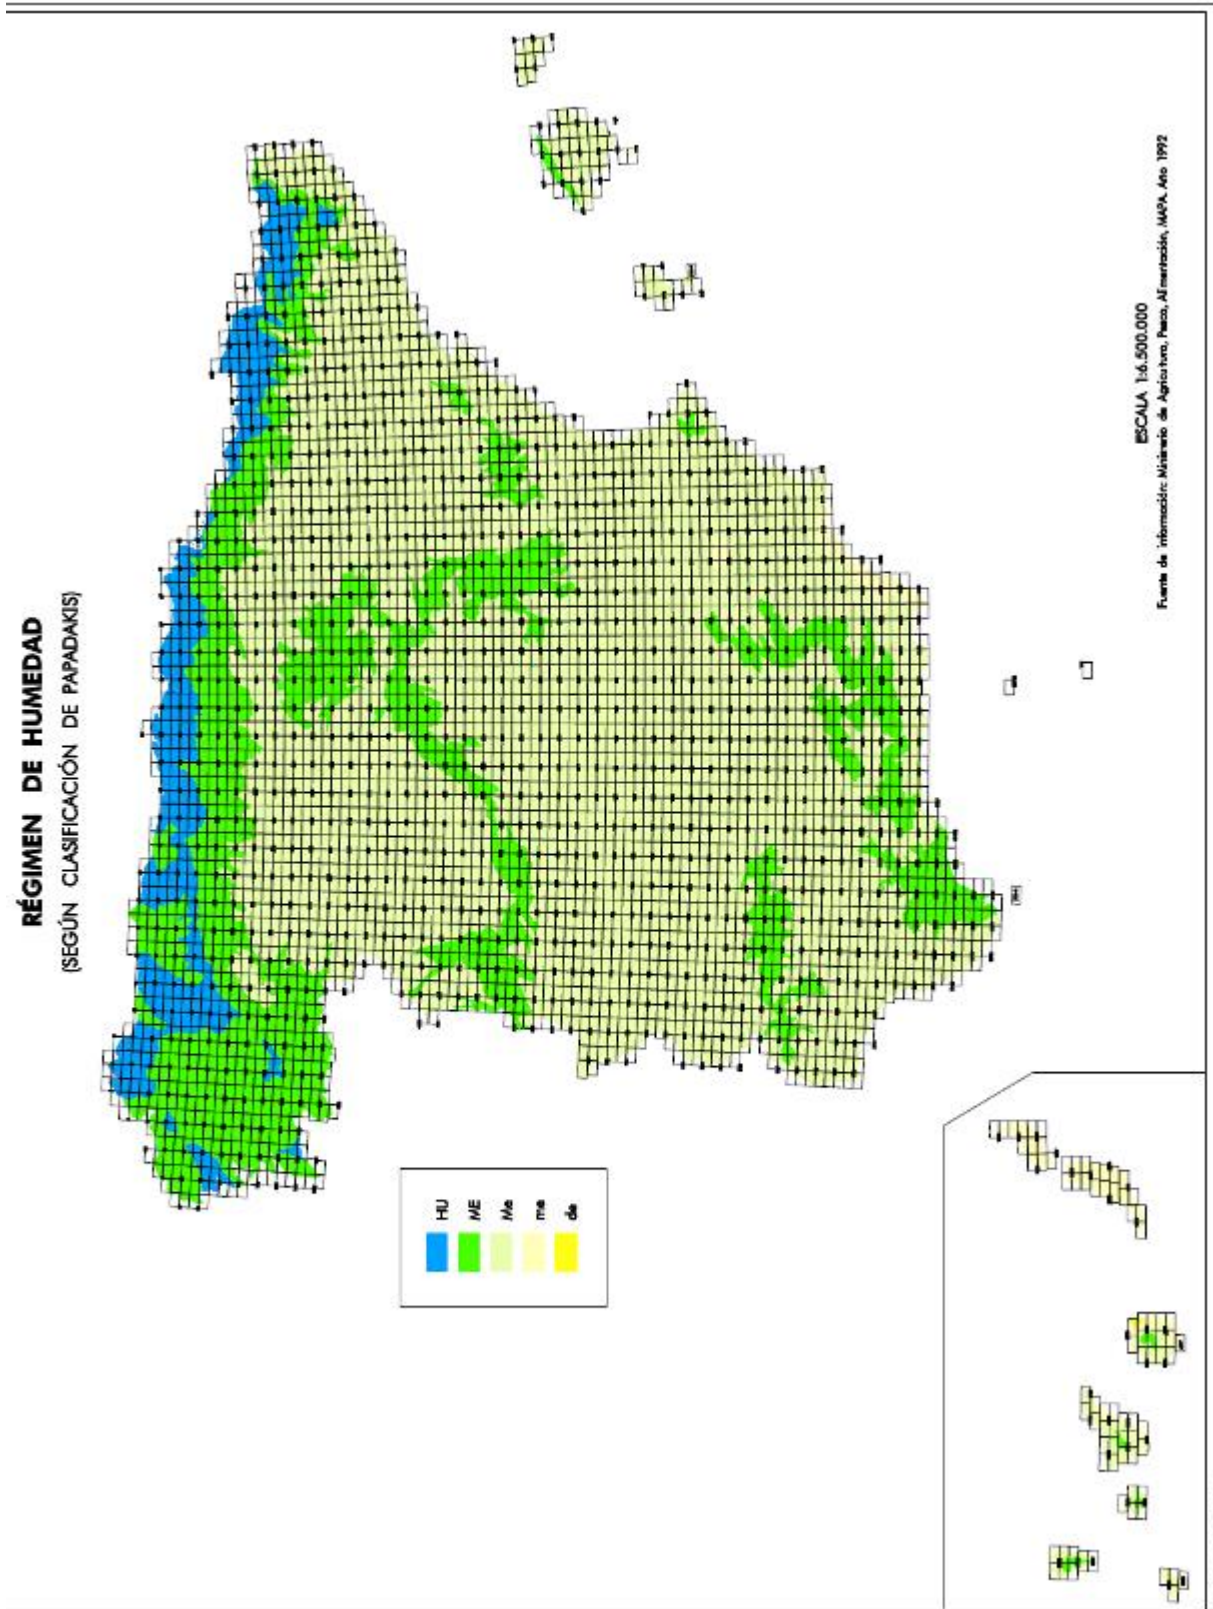 RÉGIMEN DE HUMEDAD
(SEGÚN CLASIFICACIÓN DE PAPADAKIS)
HU
ME
Me
me
de
ESCALA 1:6.500.000
Fuente de información: Ministerio de Agricultura, Pesca, Alimentación, MAPA. Año 1992